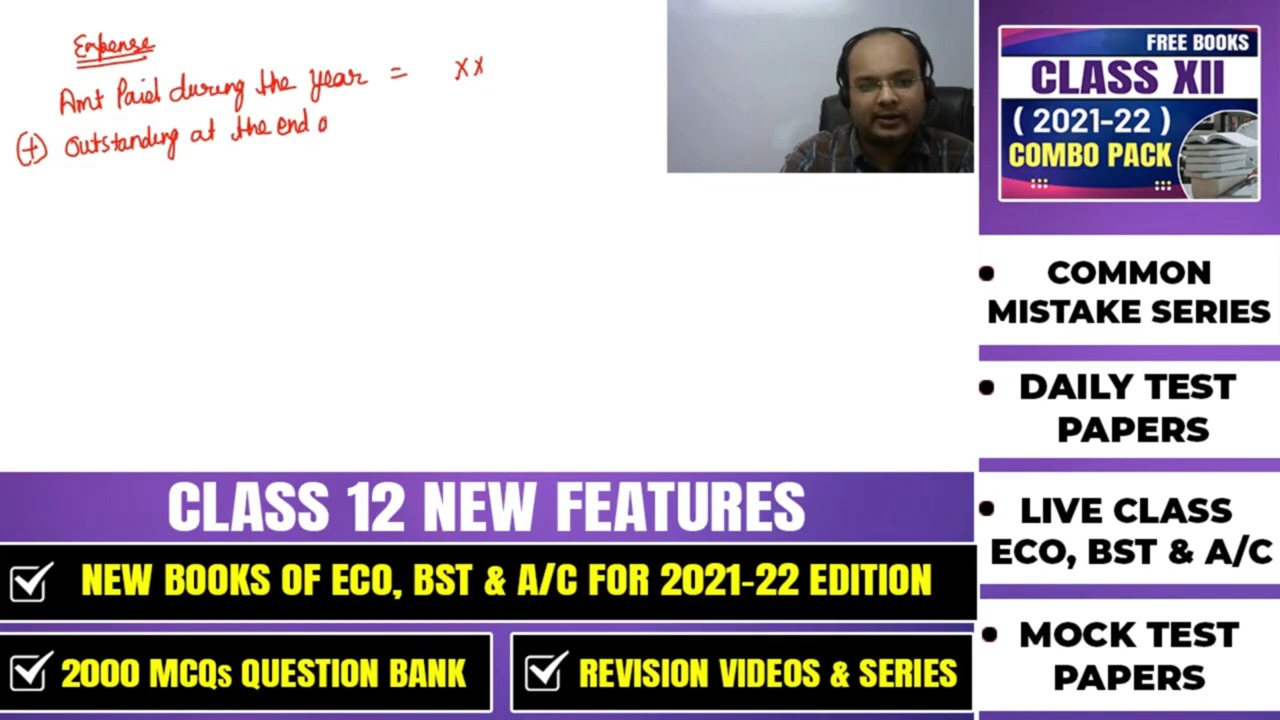 Expense
Amt Paid during the year = xx
(+) outstanding at the end o
FREE BOOKS
CLASS XII
( 2021-22 )
COMBO PACK
• COMMON
MISTAKE SERIES
• DAILY TEST
PAPERS
• LIVE CLASS
ECO, BST & A/C
• MOCK TEST
PAPERS
CLASS 12 NEW FEATURES
NEW BOOKS OF ECO, BST & A/C FOR 2021-22 EDITION
2000 MCQs QUESTION BANK
REVISION VIDEOS & SERIES